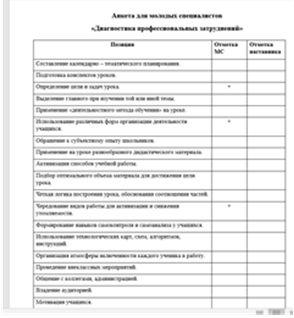 Анкета для молодых специалистов
«Диагностика профессиональных затруднений»
Позиция
Отметка МС
Отметка наставника
Составление календарно – тематического планирования.
Подготовка конспектов уроков.
Определение цели и задач урока. +
Выделение главного при изучении той или иной темы.
Применение «деятельностного метода обучения» на уроке.
Использование различных форм организации деятельности +
учащихся.
Обращение к субъектному опыту школьников.
Применение на уроке разнообразного дидактического материала.
Активизация способов учебной работы.
Подбор оптимального объема материала для достижения цели
урока.
Четкая логика построения урока, обоснования соотношения частей.
Чередование видов работы для активизации и снижения +
утомляемости.
Формирование навыков самоконтроля и самоанализа у учащихся.
Использование технологических карт, схем, алгоритмов,
инструкций.
Организация атмосферы включенности каждого ученика в работу.
Проведение внеклассных мероприятий.
Общение с коллегами, администрацией.
Владение аудиторией.
Мотивация учащихся.